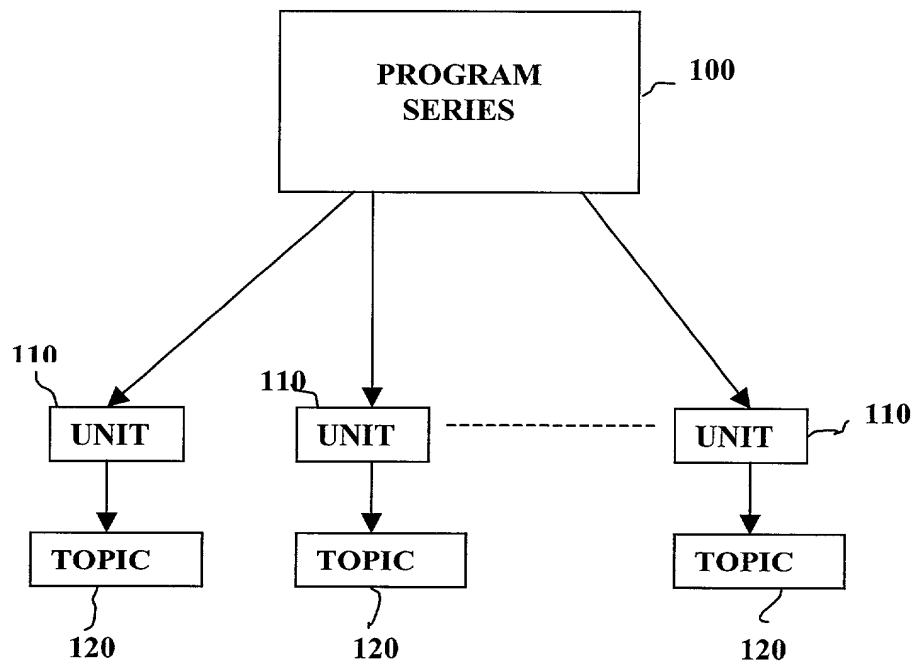 PROGRAM
SERIES
100
110
110
UNIT
UNIT
UNIT
110
TOPIC
TOPIC
TOPIC
120
120
120